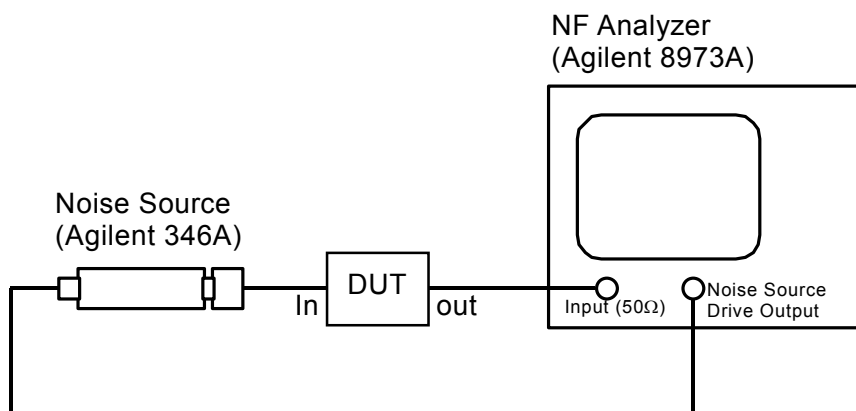 NF Analyzer
(Agilent 8973A)
Noise Source
(Agilent 346A)
DUT
In
out
Input (50Ω)
Noise Source
Drive Output